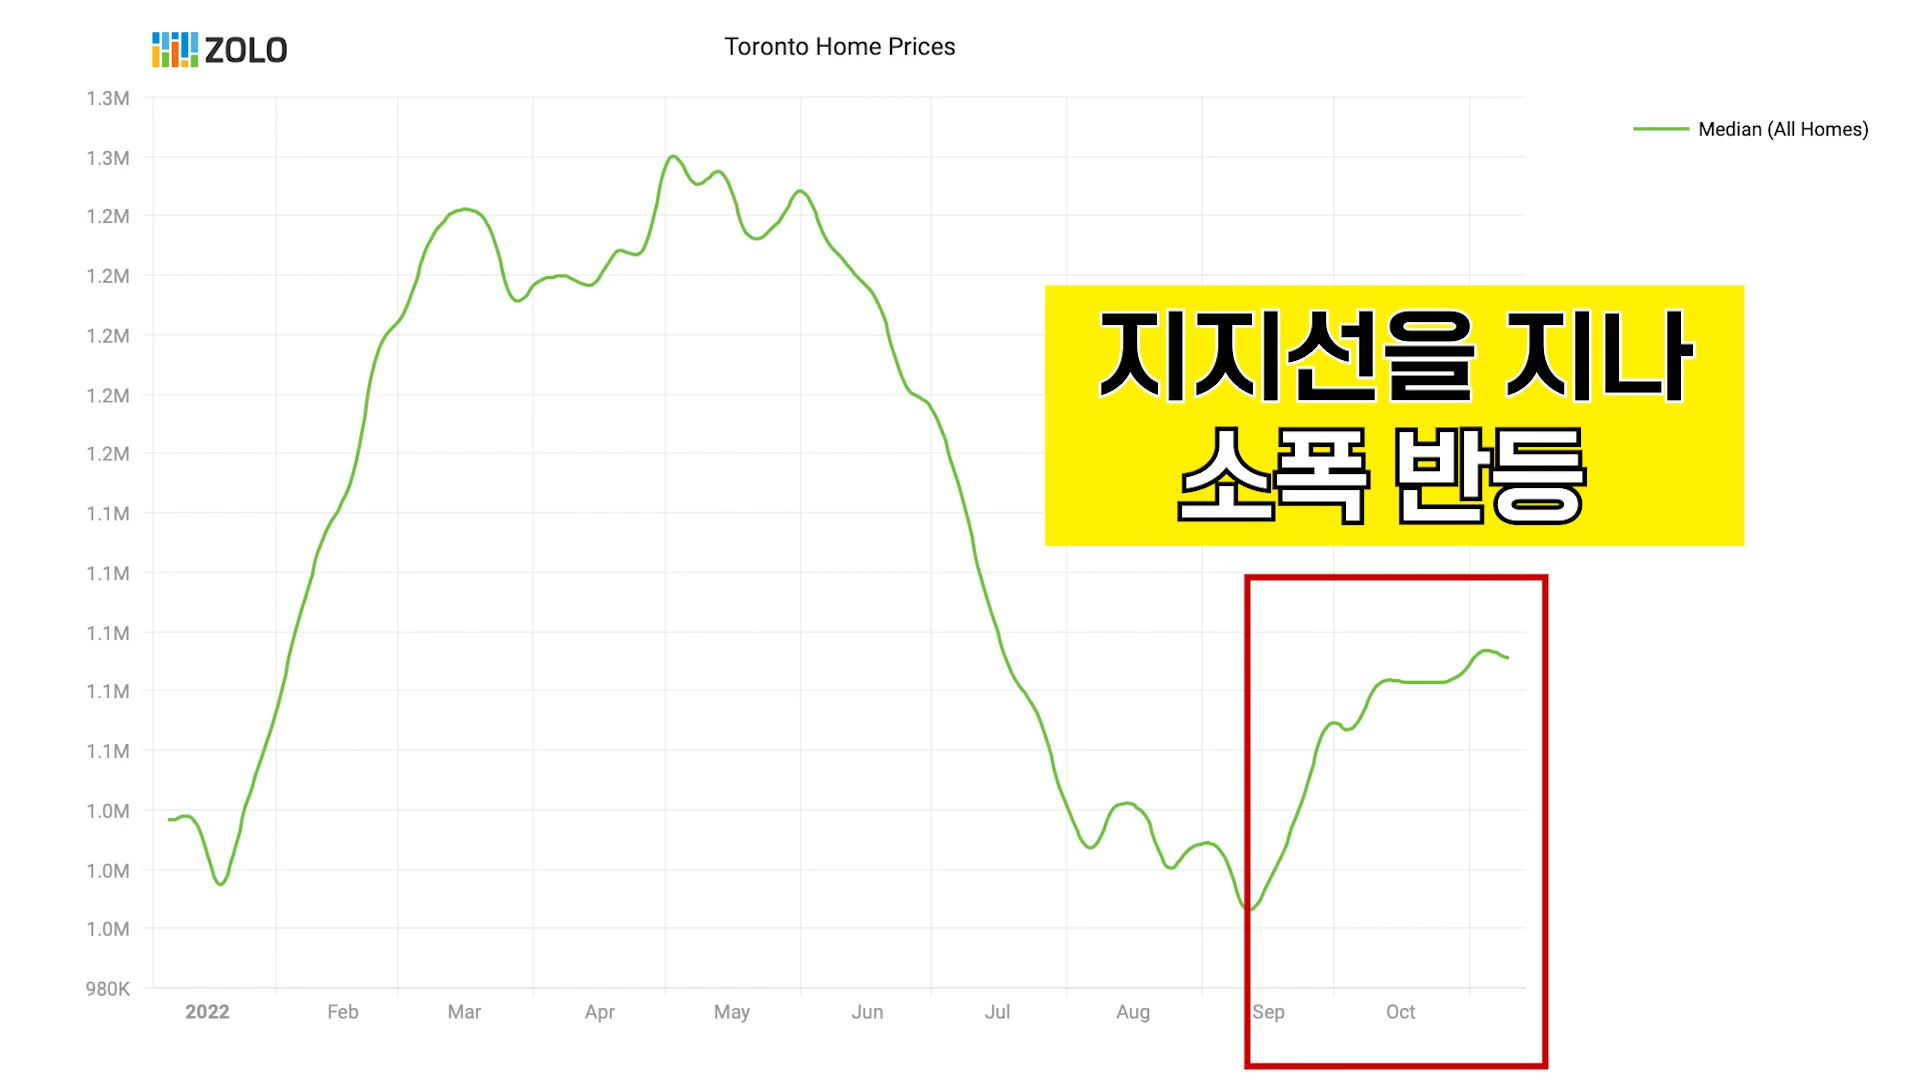 ZOLO
Toronto Home Prices
1.3M
1.3M
1.2M
1.2M
1.2M
1.2M
1.2M
1.1M
1.1M
1.1M
1.1M
1.1M
1.0M
1.0M
1.0M
980K
Median (All Homes)
지지선을 지나
소폭 반등
2022 Feb Mar Apr May Jun Jul Aug Sep Oct